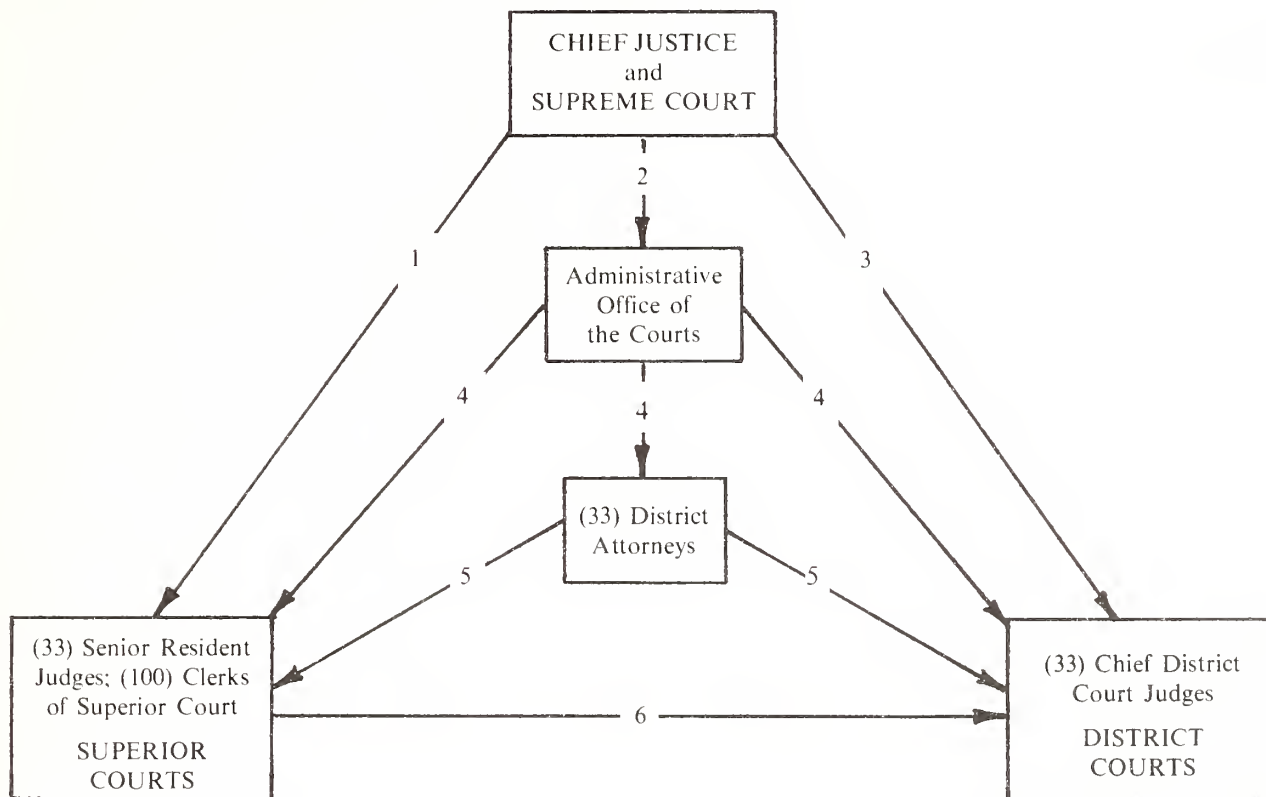 CHIEF JUSTICE
and
SUPREME COURT
2
1
3
Administrative
Office of
the Courts
4
4
4
(33) District
Attorneys
5
5
(33) Senior Resident
Judges; (100) Clerks
of Superior Court
SUPERIOR
COURTS
6
(33) Chief District
Court Judges
DISTRICT
COURTS